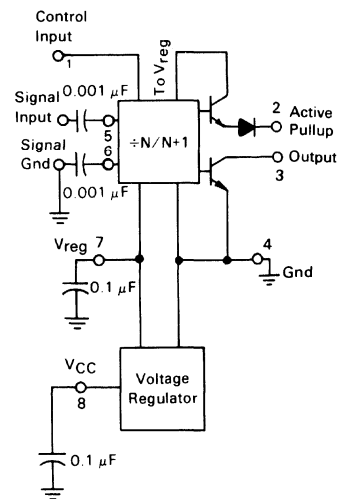 Control
Input
1
To Vreg
0.001 μF
Signal
Input
5
Signal
Gnd
6
0.001 μF
÷N/N+1
2
Active
Pullup
Output
3
Vreg
7
0.1 μF
4
Gnd
VCC
8
Voltage
Regulator
0.1 μF